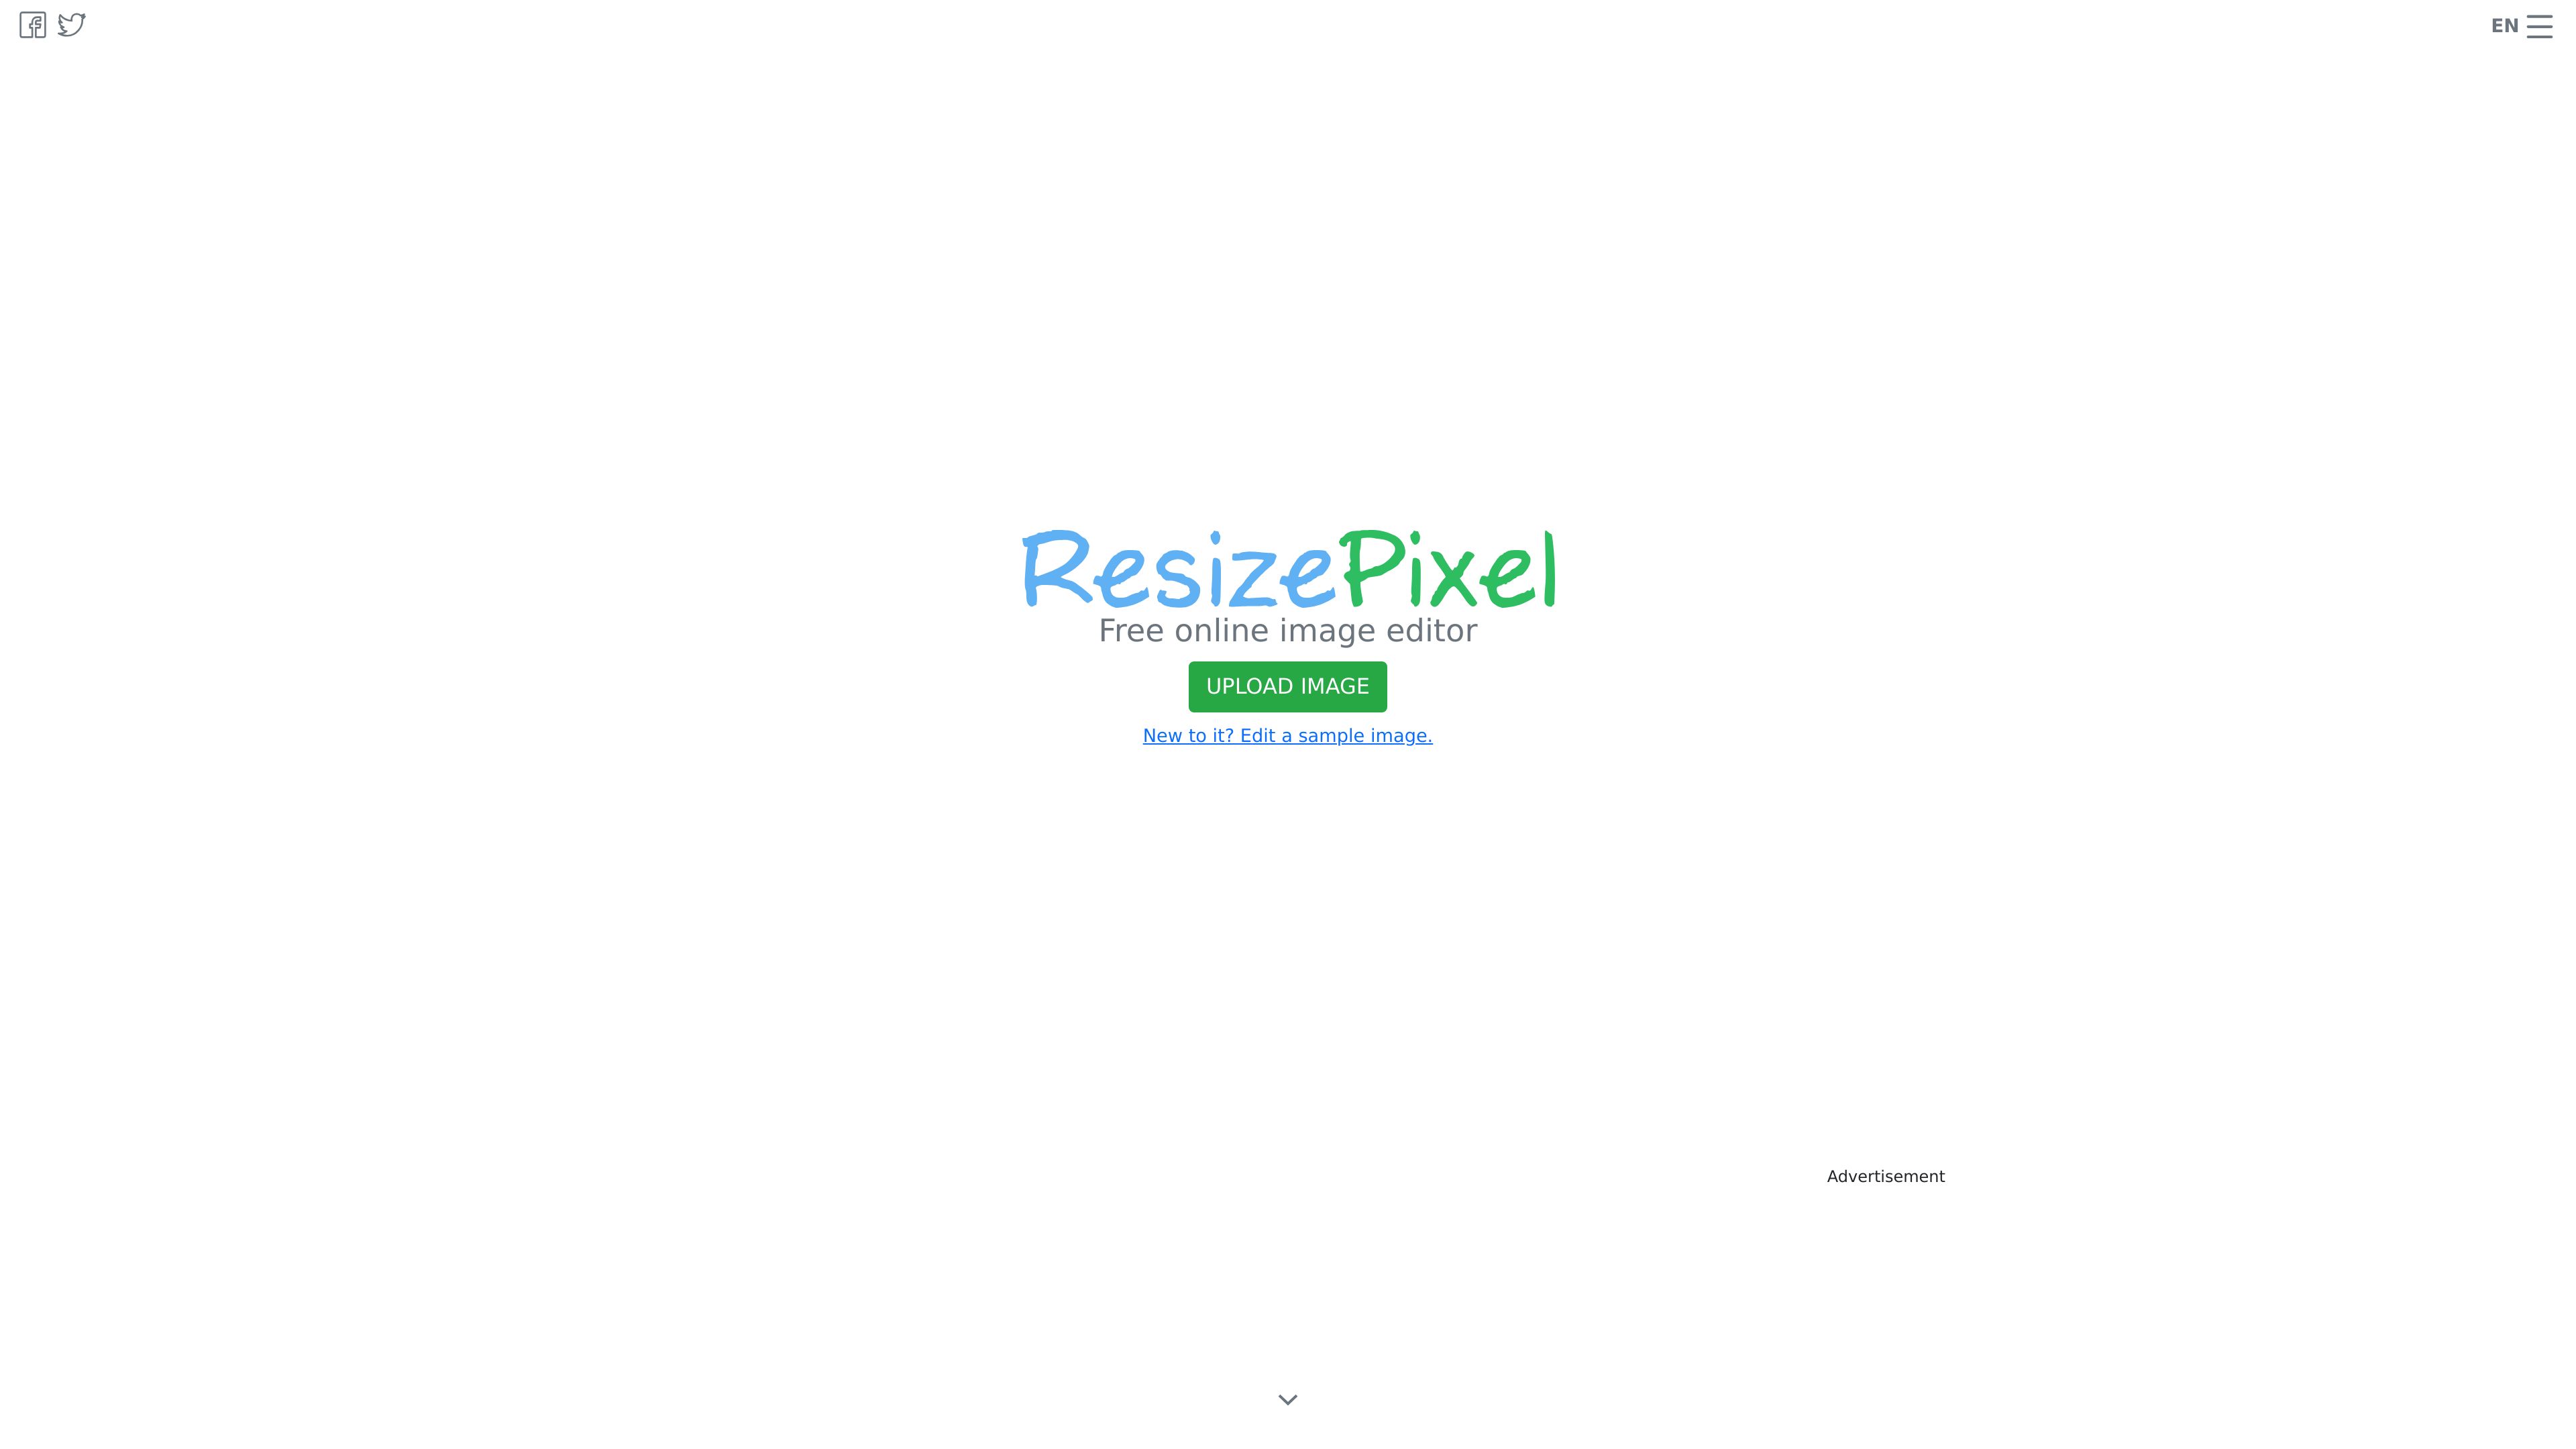 EN
ResizePixel
Free online image editor
UPLOAD IMAGE
New to it? Edit a sample image.
Advertisement